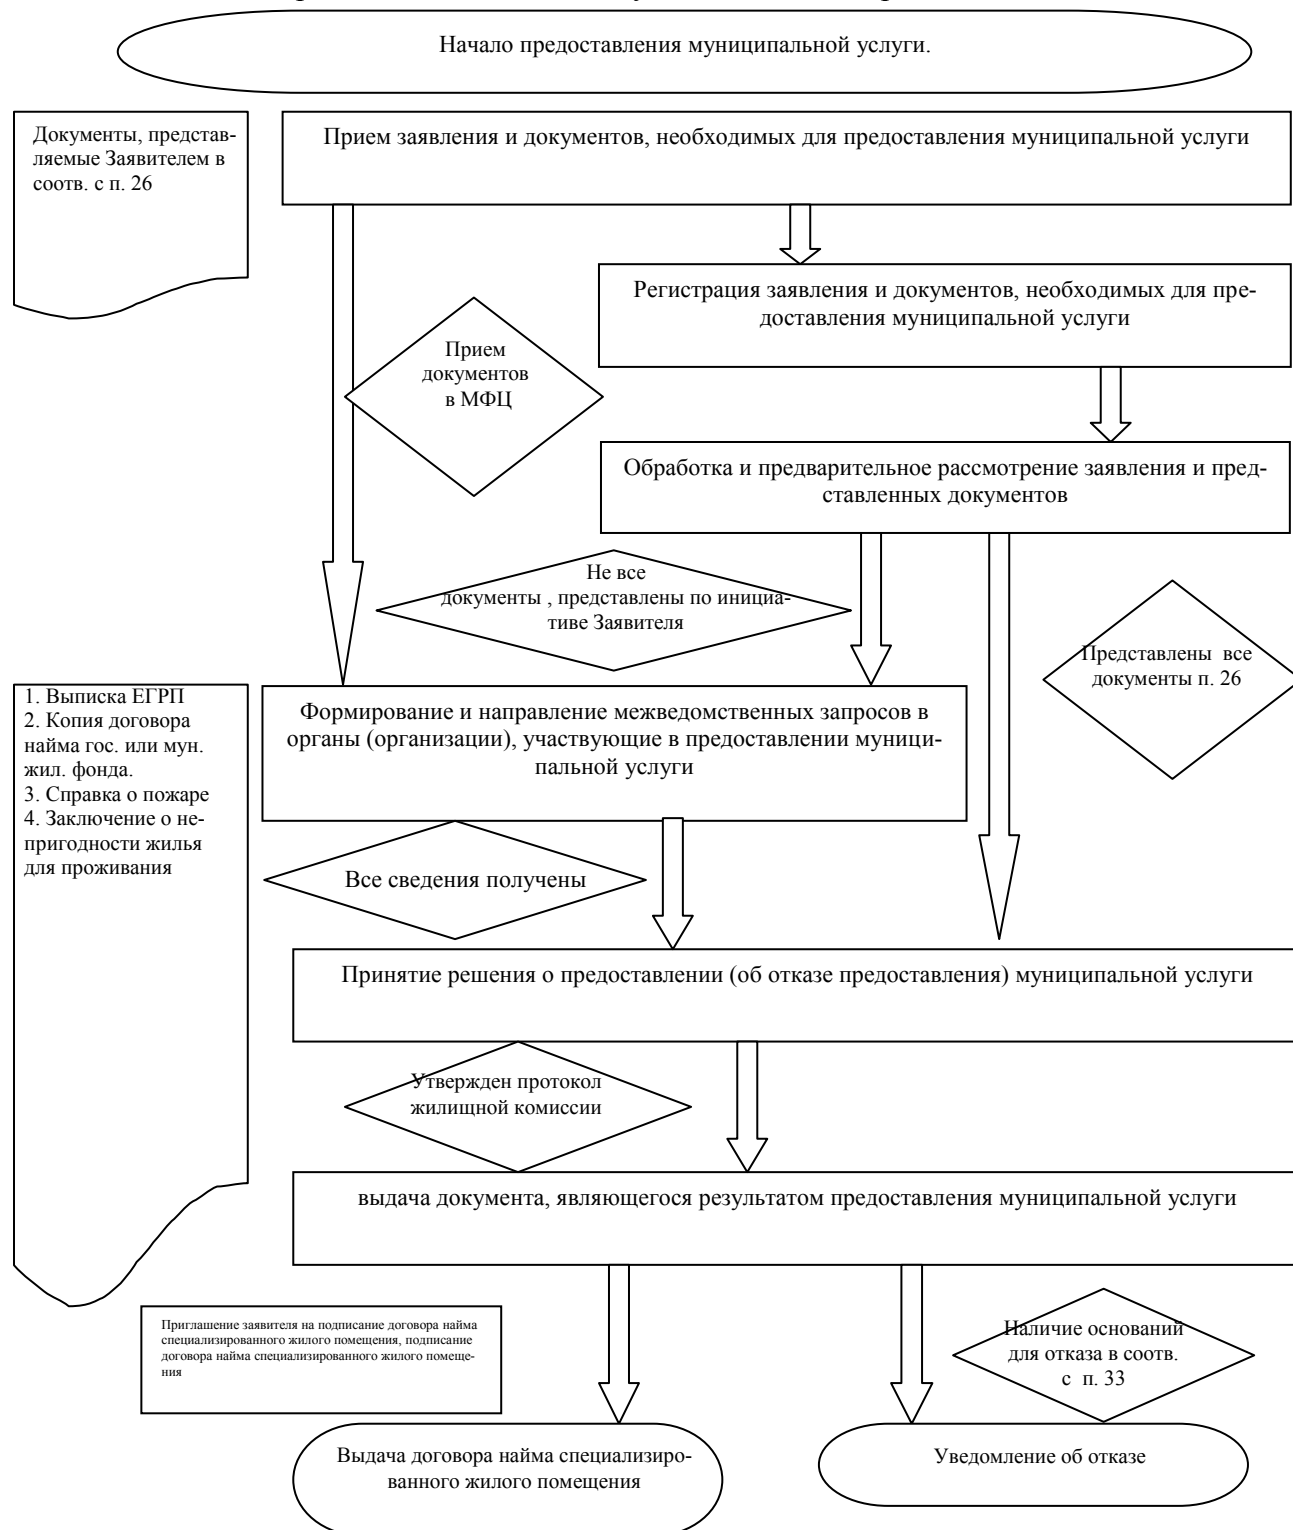 Начало предоставления муниципальной услуги.
Документы, представ-
ляемые Заявителем в
соотв. с п. 26
Прием заявления и документов, необходимых для предоставления муниципальной услуги
Регистрация заявления и документов, необходимых для пре-
доставления муниципальной услуги
Прием
документов
в МФЦ
Обработка и предварительное рассмотрение заявления и пред-
ставленных документов
Не все
документы , представлены по инициа-
тиве Заявителя
Представлены все
документы п. 26
1. Выписка ЕГРП
2. Копия договора
найма гос. или мун.
жил. фонда.
3. Справка о пожаре
4. Заключение о не-
пригодности жилья
для проживания
Формирование и направление межведомственных запросов в
органы (организации), участвующие в предоставлении муници-
пальной услуги
Все сведения получены
Принятие решения о предоставлении (об отказе предоставления) муниципальной услуги
Утвержден протокол
жилищной комиссии
выдача документа, являющегося результатом предоставления муниципальной услуги
Приглашение заявителя на подписание договора найма
специализированного жилого помещения, подписание
договора найма специализированного жилого помеще-
ния
Наличие оснований
для отказа в соотв.
с п. 33
Выдача договора найма специализиро-
ванного жилого помещения
Уведомление об отказе